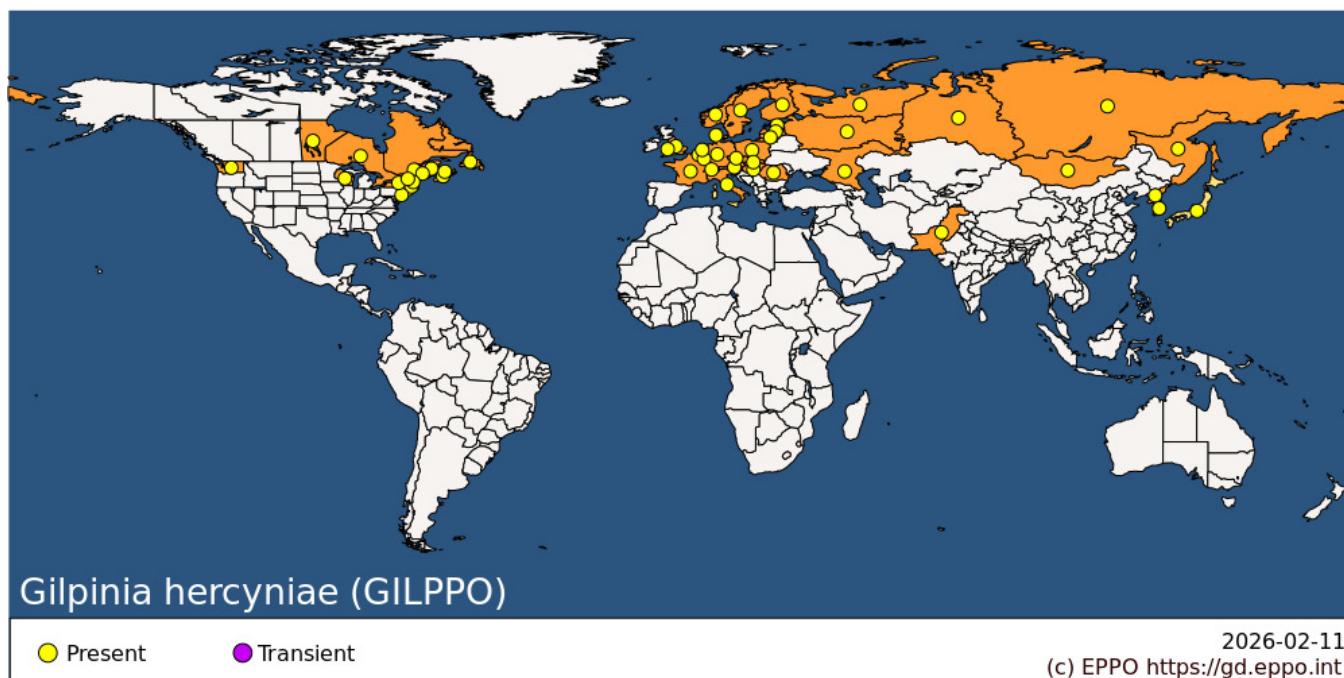 Gilpinia hercyniae (GILPPO)
Present
Transient
2026-02-11
(c) EPPO https://gd.eppo.int